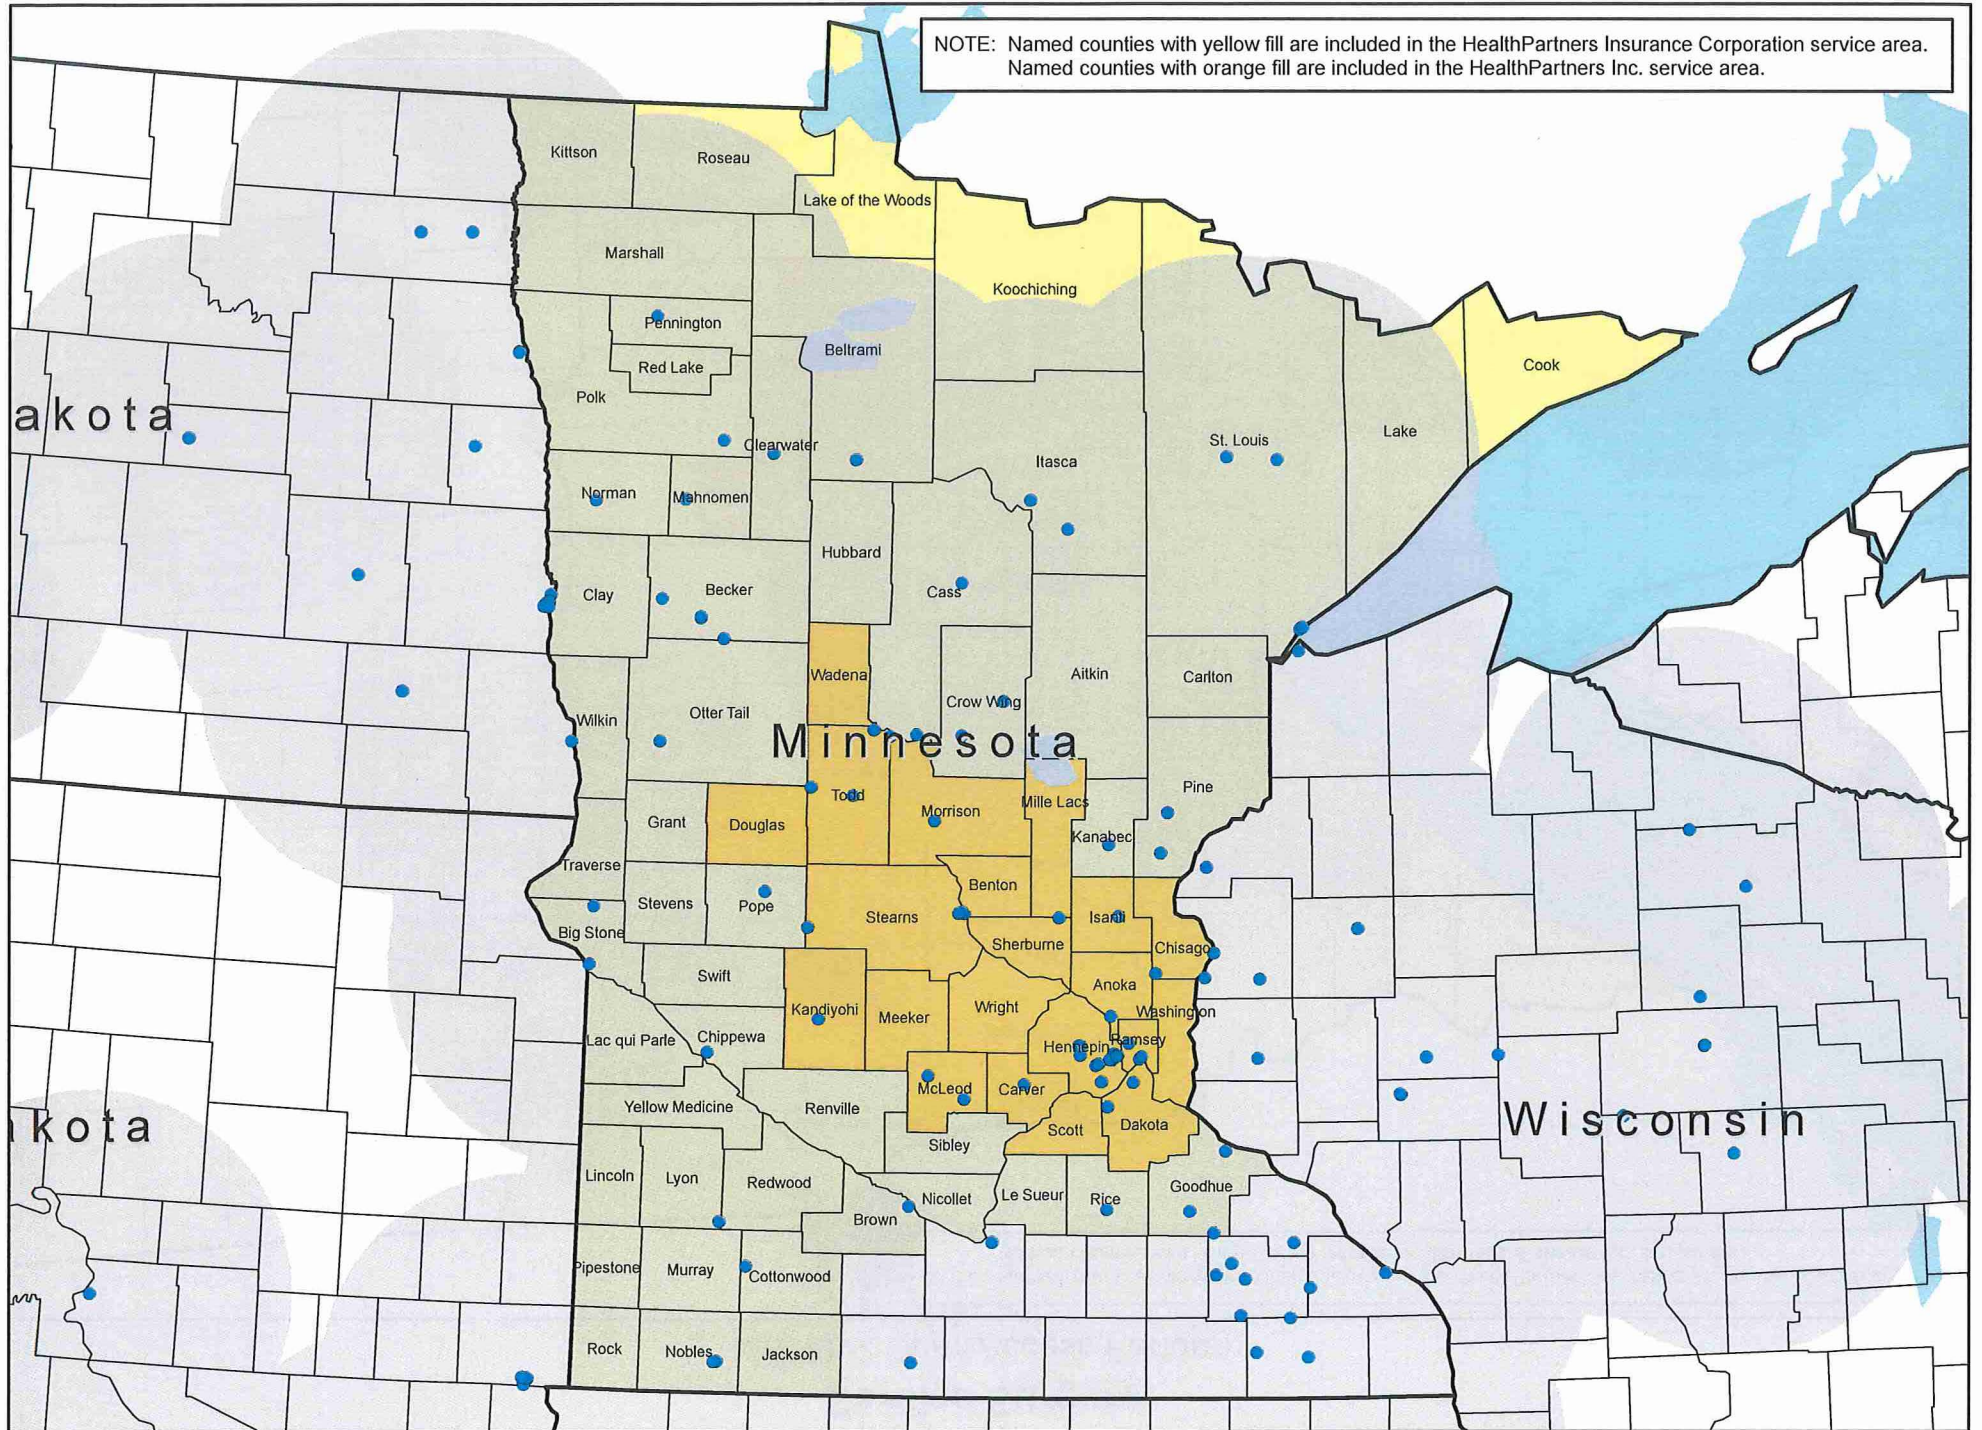 NOTE: Named counties with yellow fill are included in the HealthPartners Insurance Corporation service area.
Named counties with orange fill are included in the HealthPartners Inc. service area.
Kittson
Roseau
Lake of the Woods
Marshall
Koochiching
Pennington
Beltrami
Red Lake
Cook
Polk
akota
Clearwater
St. Louis
Lake
Itasca
Norman
Mahnomen
Hubbard
Clay
Becker
Cass
Wadena
Aitkin
Carlton
Crow Wing
Wilkin
Otter Tail
Minnesota
Pine
Todd
Mille Lacs
Morrison
Grant
Douglas
Kanabec
Traverse
Benton
Stevens
Pope
Stearns
Isanti
Big Stone
Sherburne
Chisago
Swift
Anoka
Kandiyohi
Wright
Washington
Meeker
Lac qui Parle
Chippewa
Hennepin
Ramsey
McLeod
Carver
Yellow Medicine
Renville
Wisconsin
kota
Scott
Dakota
Sibley
Lincoln
Lyon
Redwood
Goodhue
Nicollet
Le Sueur
Rice
Brown
Pipestone
Murray
Cottonwood
Rock
Nobles
Jackson